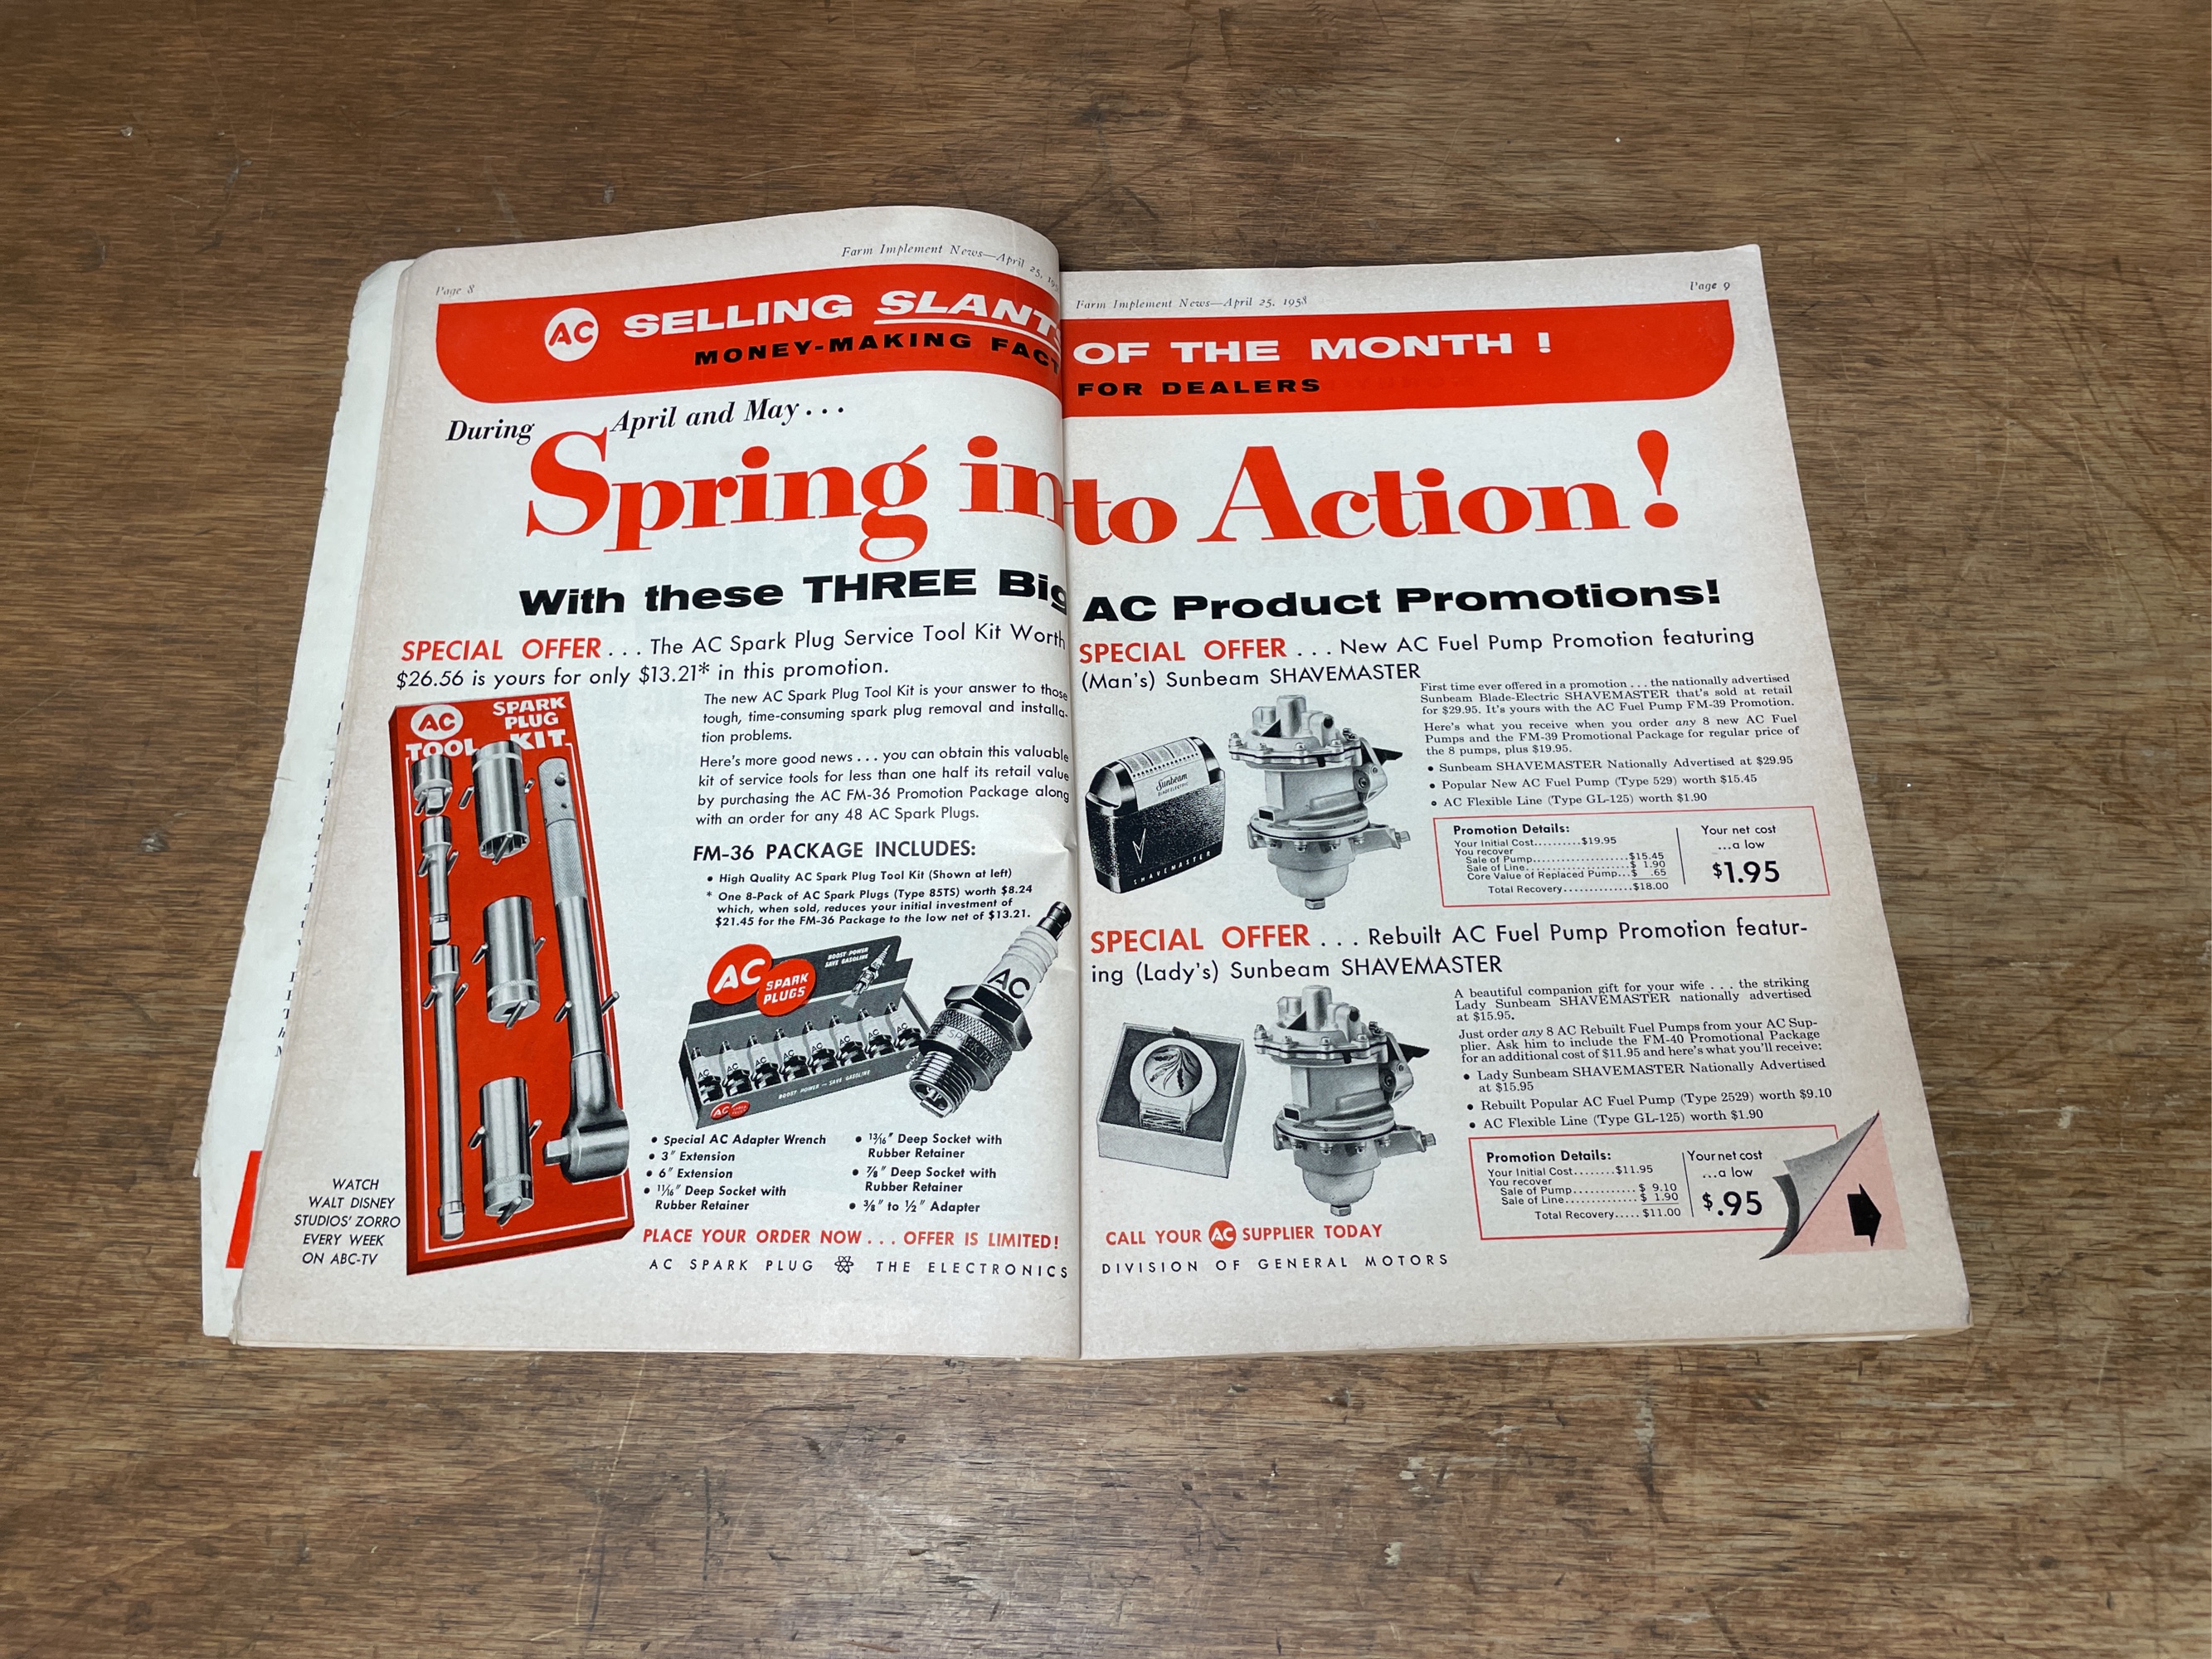 Page 8
Farm Implement News—April 25, 19
AC SELLING SLANTS
MONEY-MAKING FACT
During April and May...
Spring in
With these THREE Big
SPECIAL OFFER... The AC Spark Plug Service Tool Kit Worth
$26.56 is yours for only $13.21* in this promotion.
AC SPARK
PLUG
TOOL KIT
The new AC Spark Plug Tool Kit is your answer to those
tough, time-consuming spark plug removal and installa-
tion problems.
Here's more good news... you can obtain this valuable
kit of service tools for less than one half its retail value
by purchasing the AC FM-36 Promotion Package along
with an order for any 48 AC Spark Plugs.
FM-36 PACKAGE INCLUDES:
• High Quality AC Spark Plug Tool Kit (Shown at left)
* One 8-Pack of AC Spark Plugs (Type 85TS) worth $8.24
which, when sold, reduces your initial investment of
$21.45 for the FM-36 Package to the low net of $13.21.
AC SPARK
PLUGS
BOOST POWER
SAVE GASOLINE
AC
AC AC AC AC AC AC AC AC
BOOST POWER — SAVE GASOLINE
AC
• Special AC Adapter Wrench
• 3" Extension
• 6" Extension
• 11/16" Deep Socket with
Rubber Retainer
• 13/16" Deep Socket with
Rubber Retainer
• 7/8" Deep Socket with
Rubber Retainer
• 3/8" to 1/2" Adapter
WATCH
WALT DISNEY
STUDIOS' ZORRO
EVERY WEEK
ON ABC-TV
PLACE YOUR ORDER NOW... OFFER IS LIMITED!
AC SPARK PLUG THE ELECTRONICS
Farm Implement News—April 25, 1958
Page 9
OF THE MONTH !
FOR DEALERS
to Action!
AC Product Promotions!
SPECIAL OFFER ... New AC Fuel Pump Promotion featuring
(Man's) Sunbeam SHAVEMASTER
Sunbeam
SHAVEMASTER
First time ever offered in a promotion... the nationally advertised
Sunbeam Blade-Electric SHAVEMASTER that's sold at retail
for $29.95. It's yours with the AC Fuel Pump FM-39 Promotion.
Here's what you receive when you order any 8 new AC Fuel
Pumps and the FM-39 Promotional Package for regular price of
the 8 pumps, plus $19.95.
• Sunbeam SHAVEMASTER Nationally Advertised at $29.95
• Popular New AC Fuel Pump (Type 529) worth $15.45
• AC Flexible Line (Type GL-125) worth $1.90
Promotion Details:
Your Initial Cost..........$19.95
You recover
Sale of Pump....................$15.45
Sale of Line....................$ 1.90
Core Value of Replaced Pump...$ .65
Total Recovery..............$18.00
Your net cost
...a low
$1.95
SPECIAL OFFER ... Rebuilt AC Fuel Pump Promotion featur-
ing (Lady's) Sunbeam SHAVEMASTER
A beautiful companion gift for your wife... the striking
Lady Sunbeam SHAVEMASTER nationally advertised
at $15.95.
Just order any 8 AC Rebuilt Fuel Pumps from your AC Sup-
plier. Ask him to include the FM-40 Promotional Package
for an additional cost of $11.95 and here's what you'll receive:
• Lady Sunbeam SHAVEMASTER Nationally Advertised
at $15.95
• Rebuilt Popular AC Fuel Pump (Type 2529) worth $9.10
• AC Flexible Line (Type GL-125) worth $1.90
Promotion Details:
Your Initial Cost........$11.95
You recover
Sale of Pump............$ 9.10
Sale of Line.............$ 1.90
Total Recovery.....$11.00
Your net cost
...a low
$.95
CALL YOUR AC SUPPLIER TODAY
DIVISION OF GENERAL MOTORS